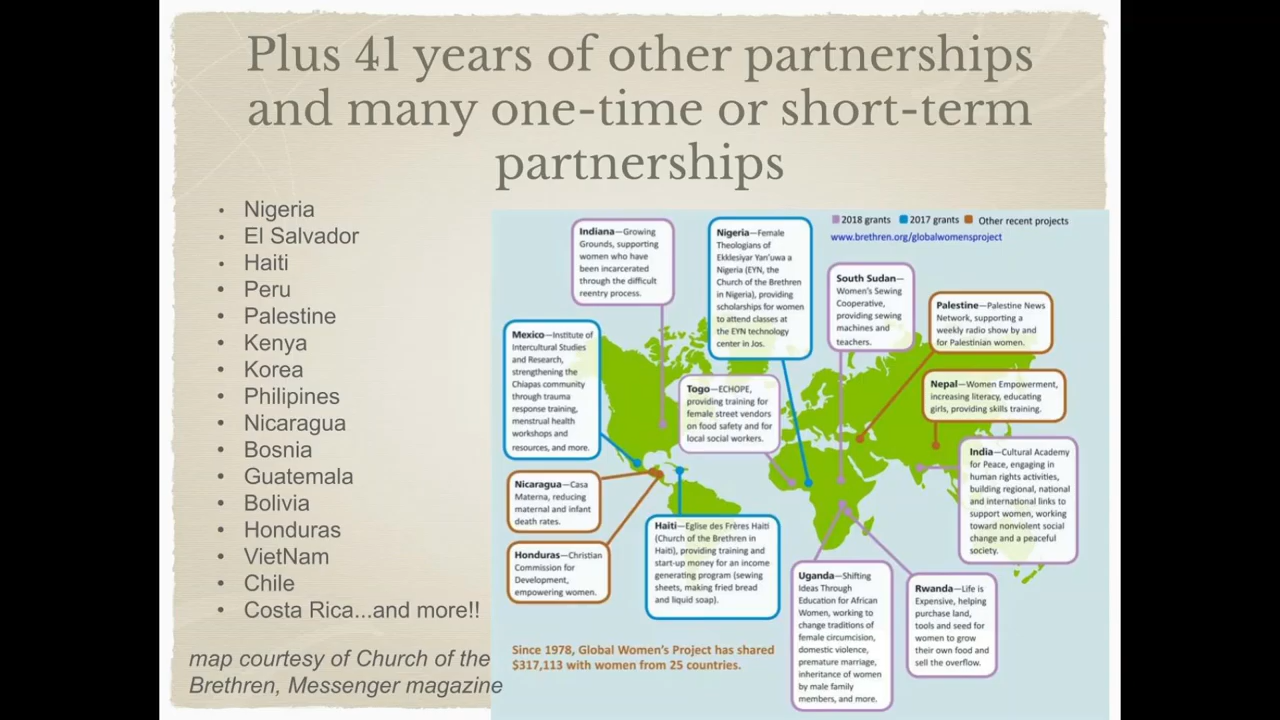 Plus 41 years of other partnerships
and many one-time or short-term
partnerships
• Nigeria
• El Salvador
• Haiti
• Peru
• Palestine
• Kenya
• Korea
• Philipines
• Nicaragua
• Bosnia
• Guatemala
• Bolivia
• Honduras
• VietNam
• Chile
• Costa Rica...and more!!
map courtesy of Church of the
Brethren, Messenger magazine
2018 grants 2017 grants Other recent projects
www.brethren.org/globalwomensproject
Indiana—Growing
Grounds, supporting
women who have
been incarcerated
through the difficult
reentry process.
Nigeria—Female
Theologians of
Ekklesiyar Yan'uwa a
Nigeria (EYN, the
Church of the Brethren
in Nigeria), providing
scholarships for women
to attend classes at
the EYN technology
center in Jos.
South Sudan—
Women's Sewing
Cooperative,
providing sewing
machines and
teachers.
Palestine—Palestine News
Network, supporting a
weekly radio show by and
for Palestinian women.
Mexico—Institute of
Intercultural Studies
and Research,
strengthening the
Chiapas community
through trauma
response training,
menstrual health
workshops and
resources, and more.
Togo—ECHOPE,
providing training for
female street vendors
on food safety and for
local social workers.
Nepal—Women Empowerment,
increasing literacy, educating
girls, providing skills training.
India—Cultural Academy
for Peace, engaging in
human rights activities,
building regional, national
and international links to
support women, working
toward nonviolent social
change and a peaceful
society.
Nicaragua—Casa
Materna, reducing
maternal and infant
death rates.
Honduras—Christian
Commission for
Development,
empowering women.
Haiti—Eglise des Frères Haiti
(Church of the Brethren in
Haiti), providing training and
start-up money for an income
generating program (sewing
sheets, making fried bread
and liquid soap).
Uganda—Shifting
Ideas Through
Education for African
Women, working to
change traditions of
female circumcision,
domestic violence,
premature marriage,
inheritance of women
by male family
members, and more.
Rwanda—Life is
Expensive, helping
purchase land,
tools and seed for
women to grow
their own food and
sell the overflow.
Since 1978, Global Women's Project has shared
$317,113 with women from 25 countries.